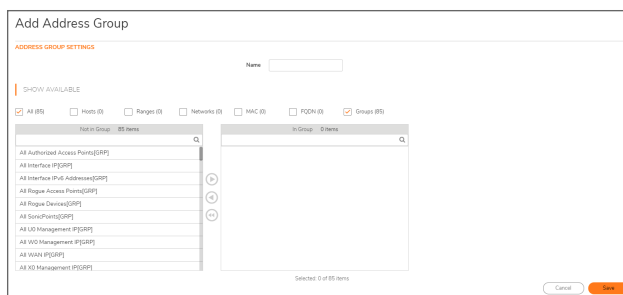 Add Address Group
ADDRESS GROUP SETTINGS
Name
SHOW AVAILABLE
All (85) Hosts (0) Ranges (0) Networks (0) MAC (0) FQDN (0) Groups (85)
Not in Group 85 items In Group 0 items
All Authorized Access Points[GRP]
All Interface IP[GRP]
All Interface IPv6 Addresses[GRP]
All Rogue Access Points[GRP]
All Rogue Devices[GRP]
All SonicPoints[GRP]
All U0 Management IP[GRP]
All W0 Management IP[GRP]
All WAN IP[GRP]
All X0 Management IP[GRP]
Selected: 0 of 85 items
Cancel Save